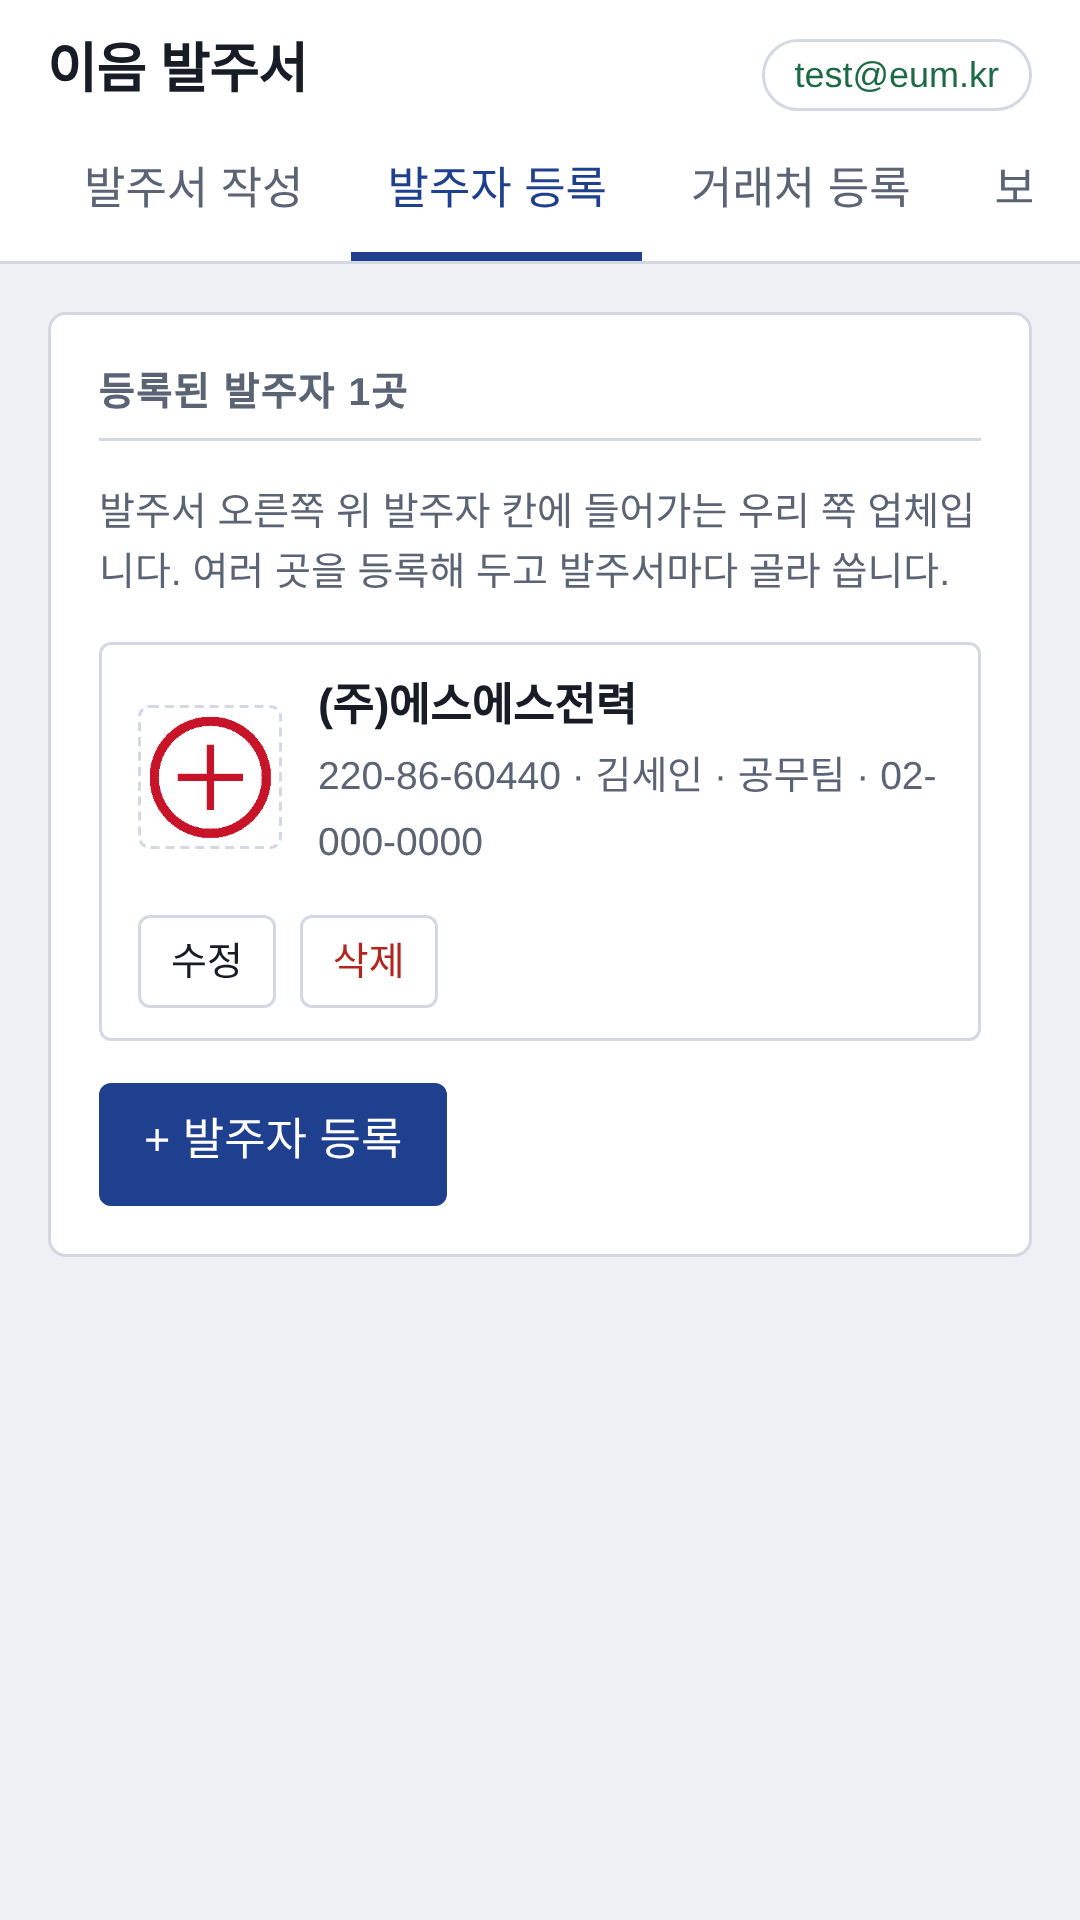 이음 발주서
test@eum.kr
발주서 작성 발주자 등록 거래처 등록 보
등록된 발주자 1곳
발주서 오른쪽 위 발주자 칸에 들어가는 우리 쪽 업체입
니다. 여러 곳을 등록해 두고 발주서마다 골라 씁니다.
(주)에스에스전력
220-86-60440 · 김세인 · 공무팀 · 02-
000-0000
수정 삭제
+ 발주자 등록